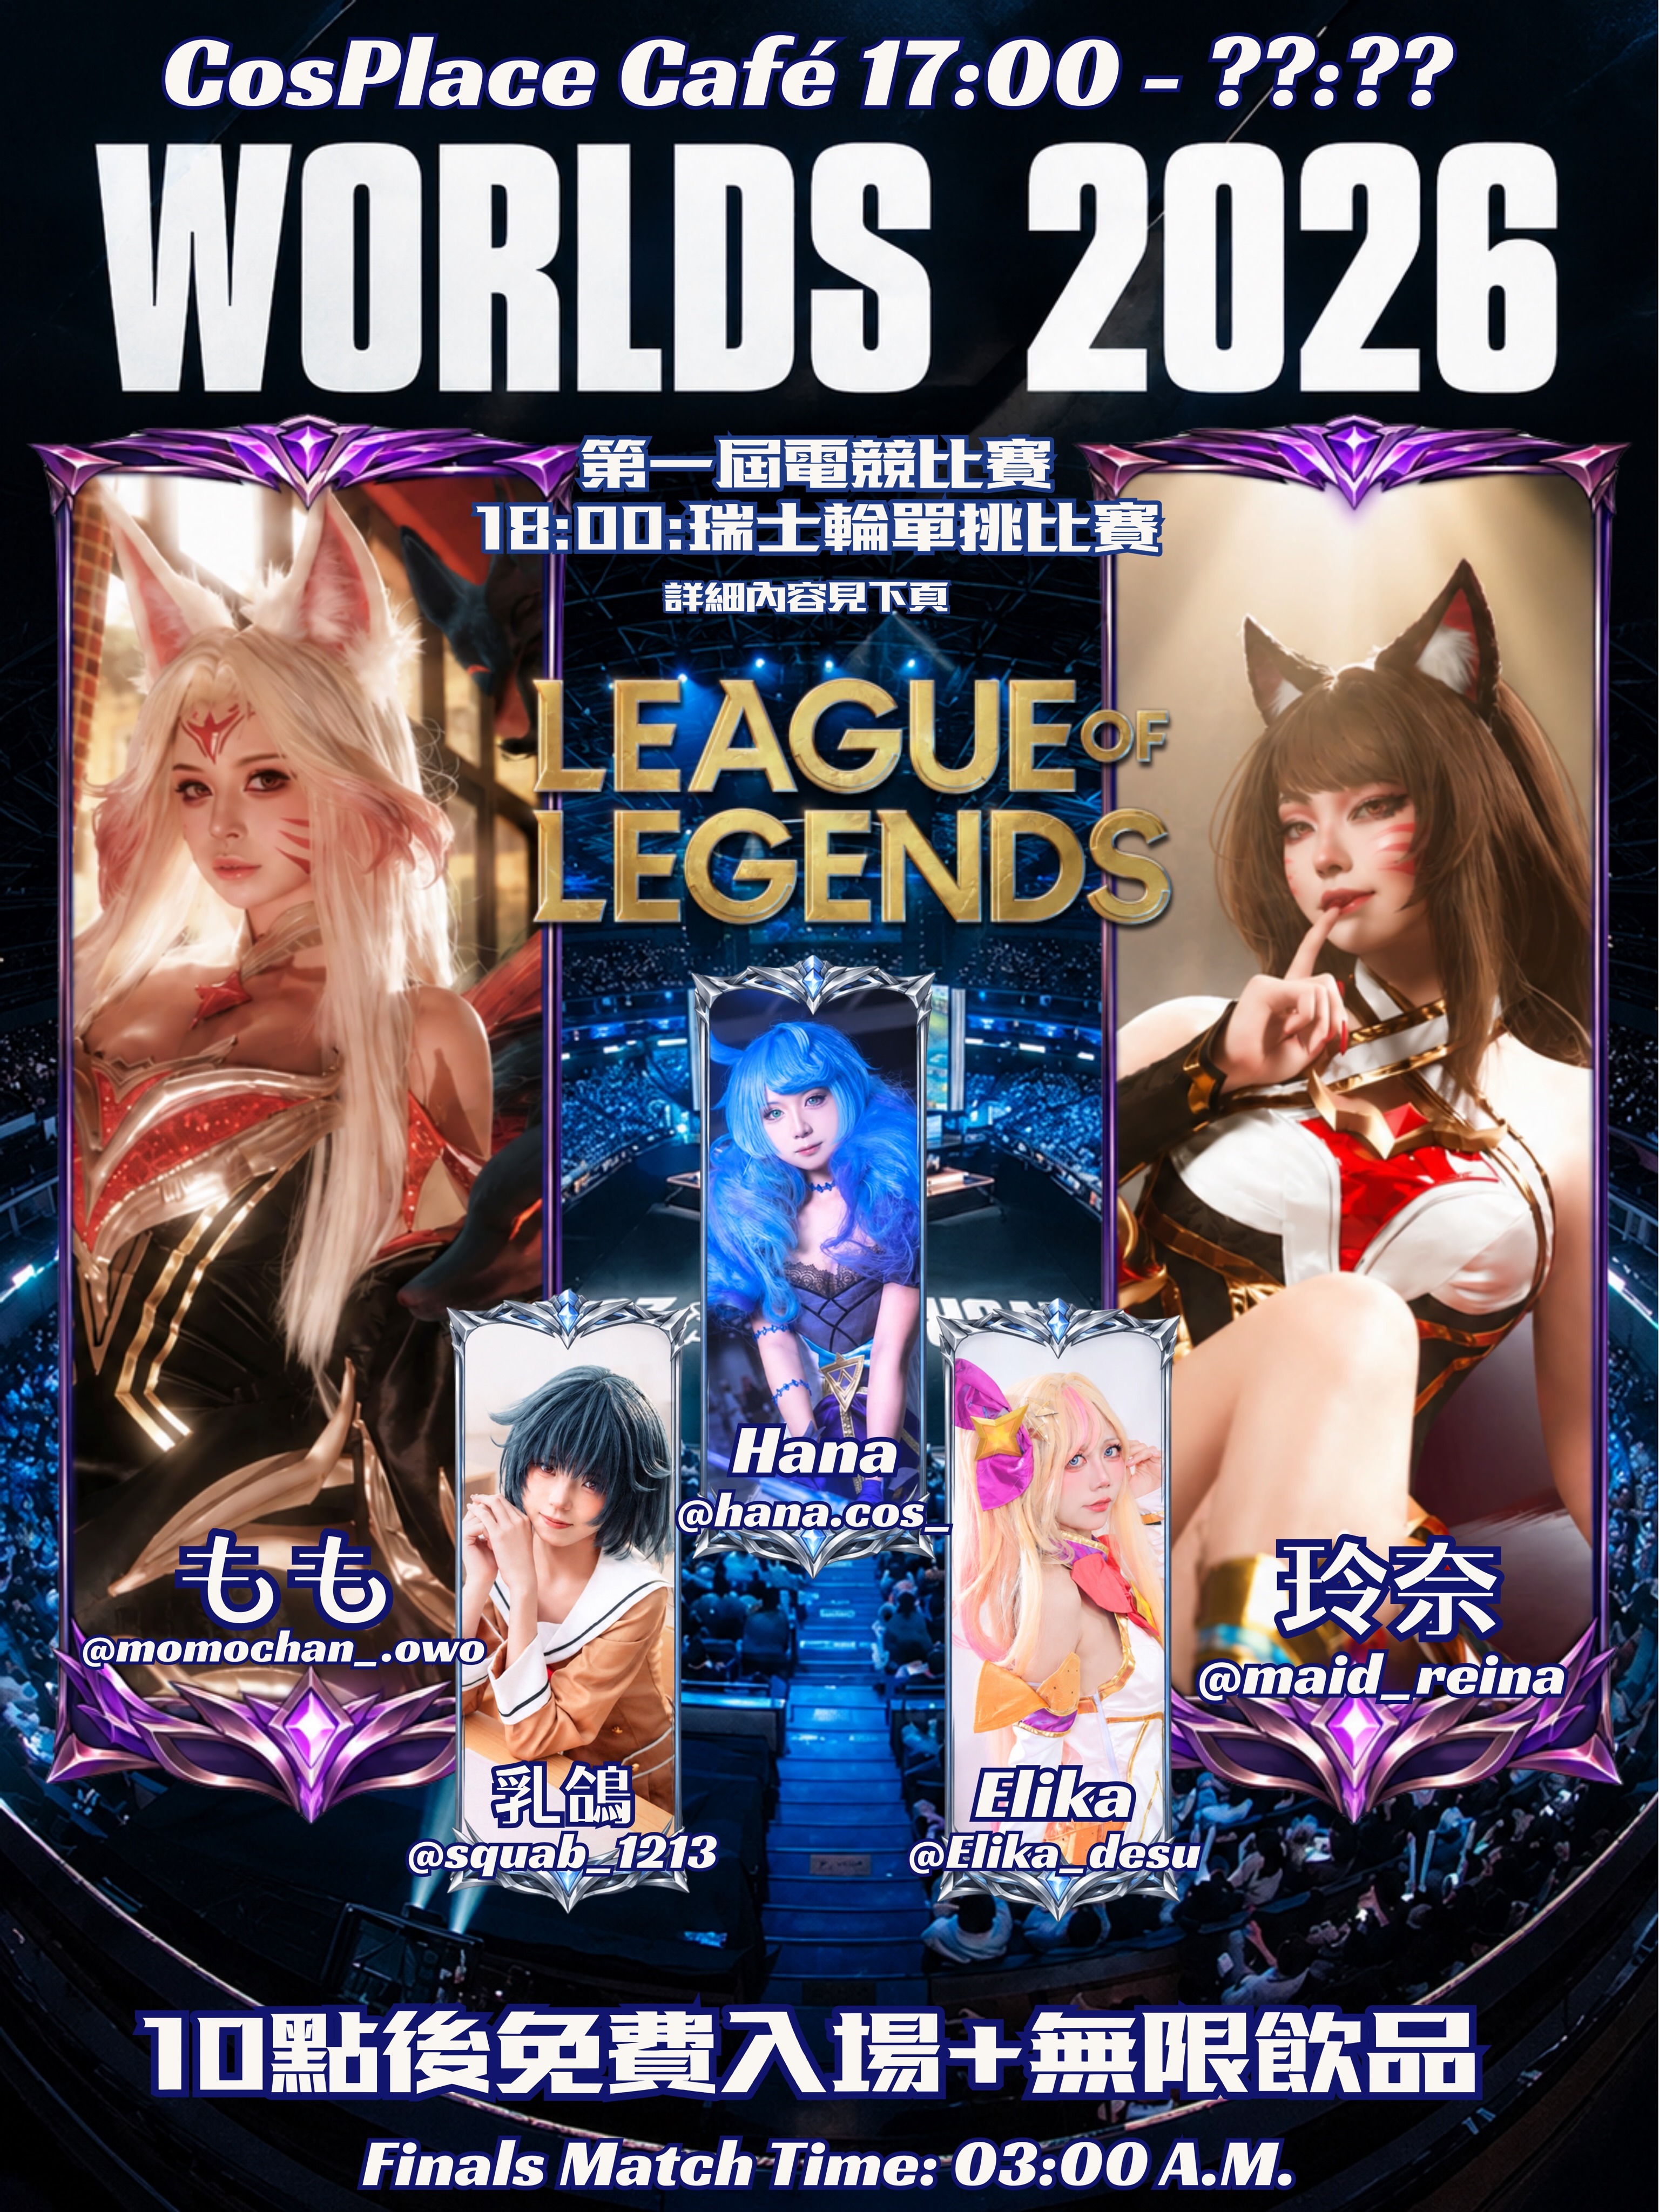 CosPlace Café 17:00 - ??:??
WORLDS 2026
第一屆電競比賽
18:00:瑞士輪單挑比賽
詳細內容見下頁
LEAGUE OF
LEGENDS
Hana
@hana.cos_
もも
@momochan_.owo
玲奈
@maid_reina
乳鴿
@squab_1213
Elika
@Elika_desu
10點後免費入場+無限飲品
Finals Match Time: 03:00 A.M.